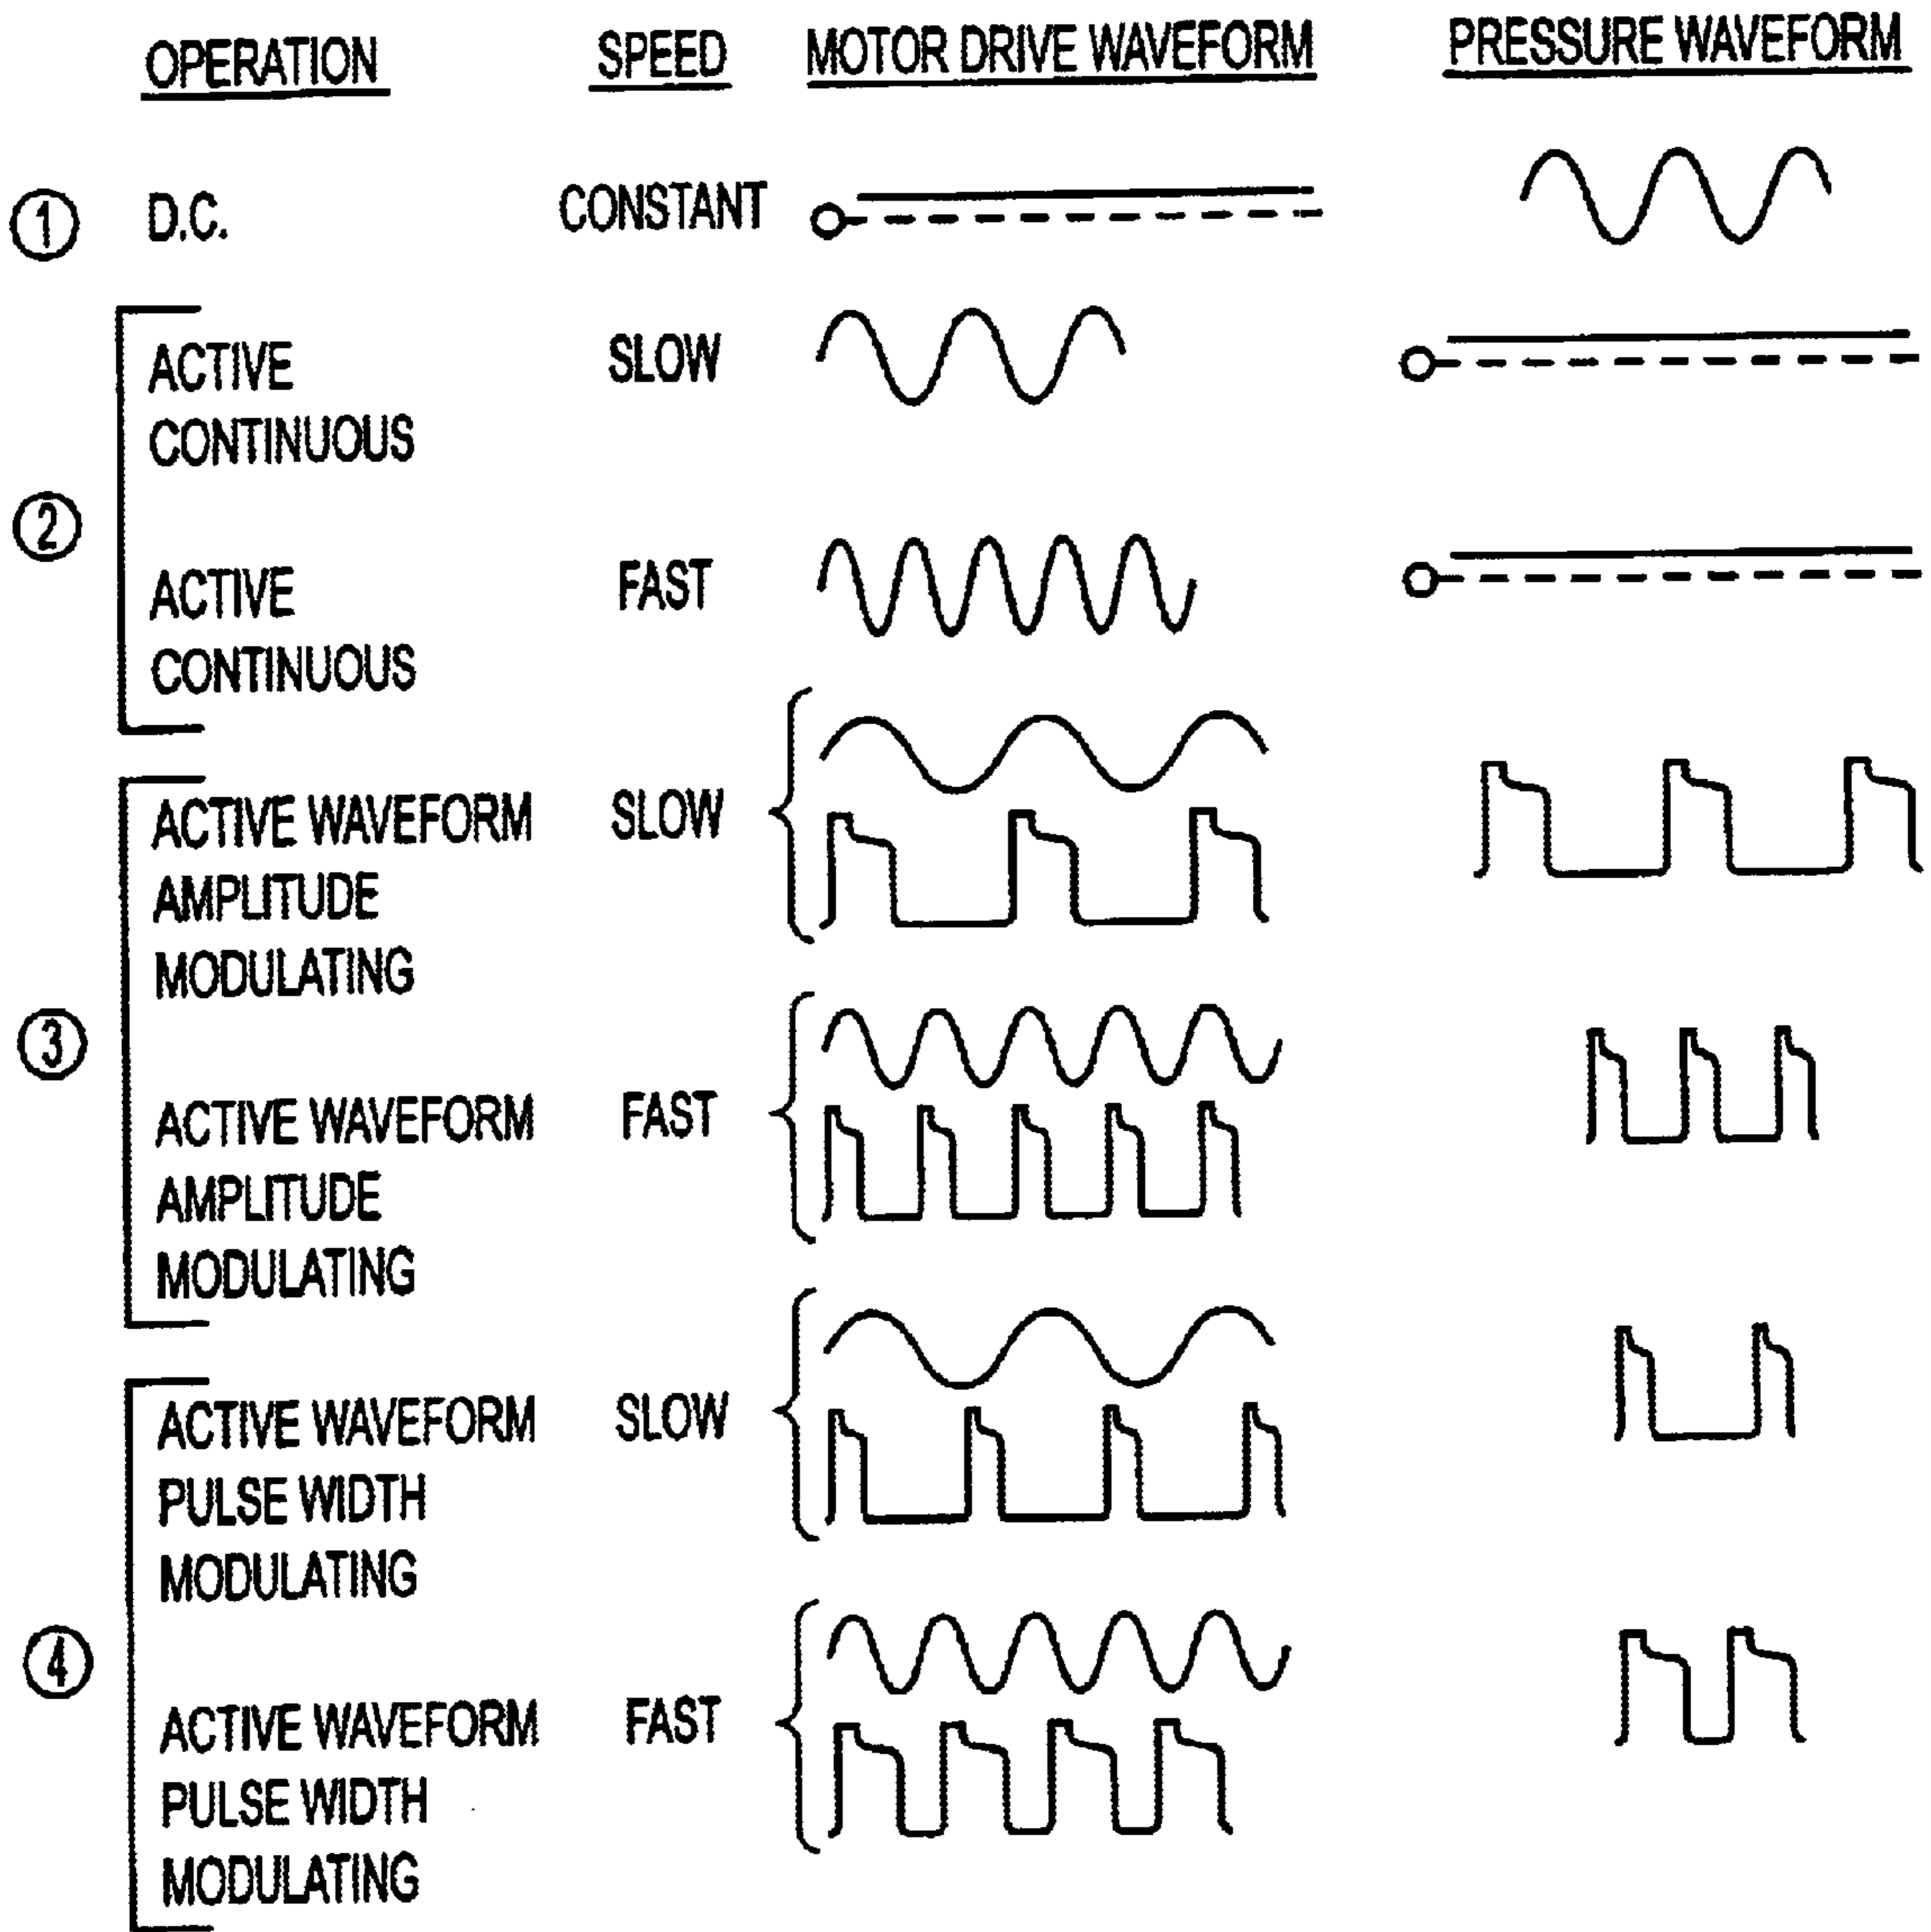 OPERATION SPEED MOTOR DRIVE WAVEFORM PRESSURE WAVEFORM
1 D.C. CONSTANT
2
ACTIVE SLOW
CONTINUOUS
ACTIVE FAST
CONTINUOUS
3
ACTIVE WAVEFORM SLOW
AMPLITUDE
MODULATING
ACTIVE WAVEFORM FAST
AMPLITUDE
MODULATING
4
ACTIVE WAVEFORM SLOW
PULSE WIDTH
MODULATING
ACTIVE WAVEFORM FAST
PULSE WIDTH
MODULATING